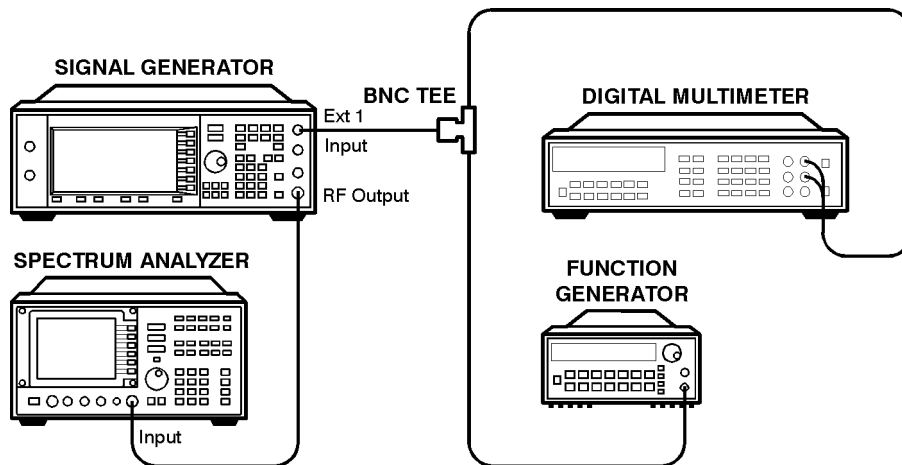 SIGNAL GENERATOR
BNC TEE
DIGITAL MULTIMETER
Ext 1
Input
RF Output
SPECTRUM ANALYZER
FUNCTION
GENERATOR
Input